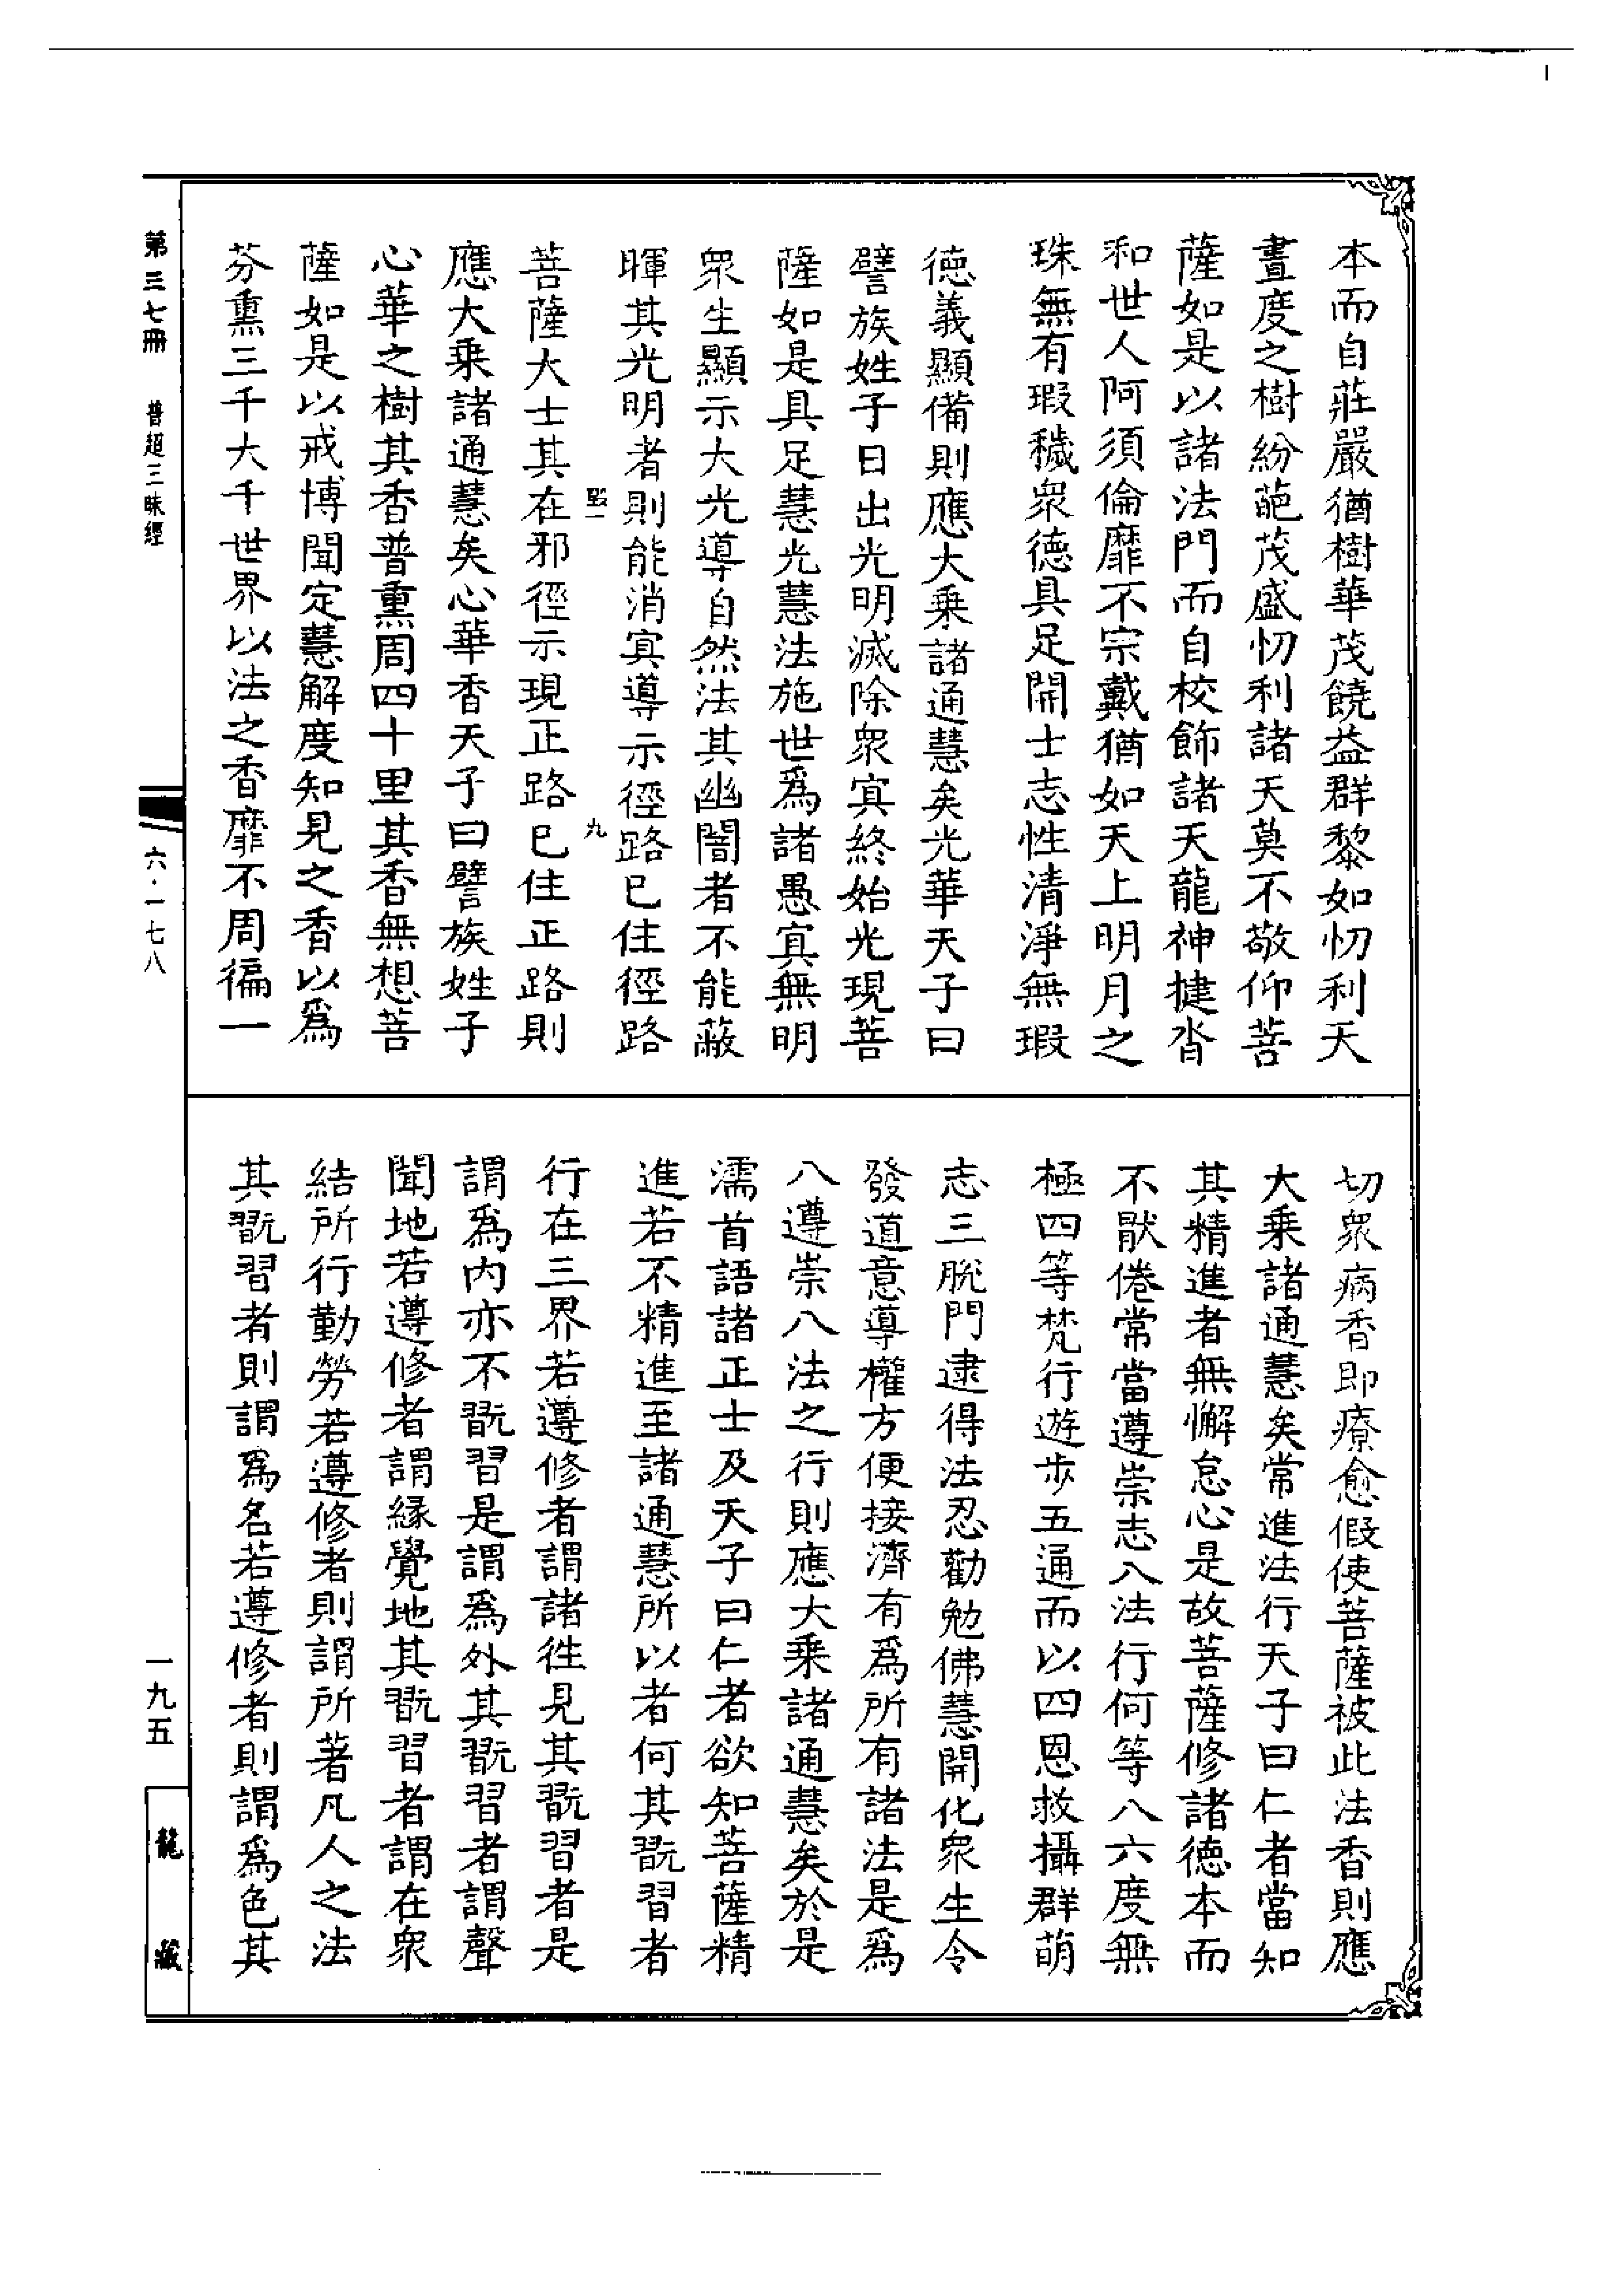 本而自莊嚴猶樹華茂饒益群黎如忉利天
晝度之樹紛葩茂盛忉利諸天莫不敬仰菩
薩如是以諸法門而自校飾諸天龍神揵沓
和世人阿須倫靡不宗戴猶如天上明月之
珠無有瑕穢衆德具足開士志性清淨無瑕
德義顯備則應大乘諸通慧矣光華天子曰
譬族姓子日出光明滅除衆冥終始光現菩
薩如是具足慧光慧法施世爲諸愚冥無明
衆生顯示大光導自然法其幽闇者不能蔽
暉其光明者則能消冥導示徑路已住徑路
九
菩薩大士其在邪徑示現正路已住正路則
應大乘諸通慧矣心華香天子曰譬族姓子
心華之樹其香普熏周四十里其香無想菩
薩如是以戒博聞定慧解度知見之香以爲
芬熏三千大千世界以法之香靡不周徧一
切衆病香即療愈假使菩薩被此法香則應
大乘諸通慧矣常進法行天子曰仁者當知
其精進者無懈怠心是故菩薩修諸德本而
不猒倦常當遵崇志入法行何等八六度無
極四等梵行遊步五通而以四恩救攝群萌
志三脫門逮得法忍勸勉佛慧開化衆生令
發道意導權方便接濟有爲所有諸法是爲
八遵崇八法之行則應大乘諸通慧矣於是
濡首語諸正士及天子曰仁者欲知菩薩精
進若不精進至諸通慧所以者何其翫習者
行在三界若遵修者謂諸徃見其翫習者是
謂爲內亦不翫習是謂爲外其翫習者謂聲
聞地若遵修者謂緣覺地其翫習者謂在衆
結所行勤勞若遵修者則謂所著凡人之法
其翫習者則謂爲名若遵修者則謂爲色其
第三七冊 普超三昧經
六·一七八
一九五
龍藏